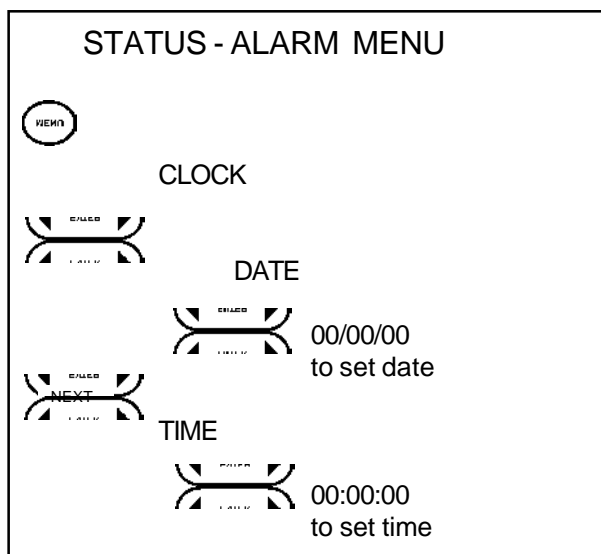 STATUS - ALARM MENU
MENU
CLOCK
DATE
00/00/00
to set date
NEXT
TIME
00:00:00
to set time